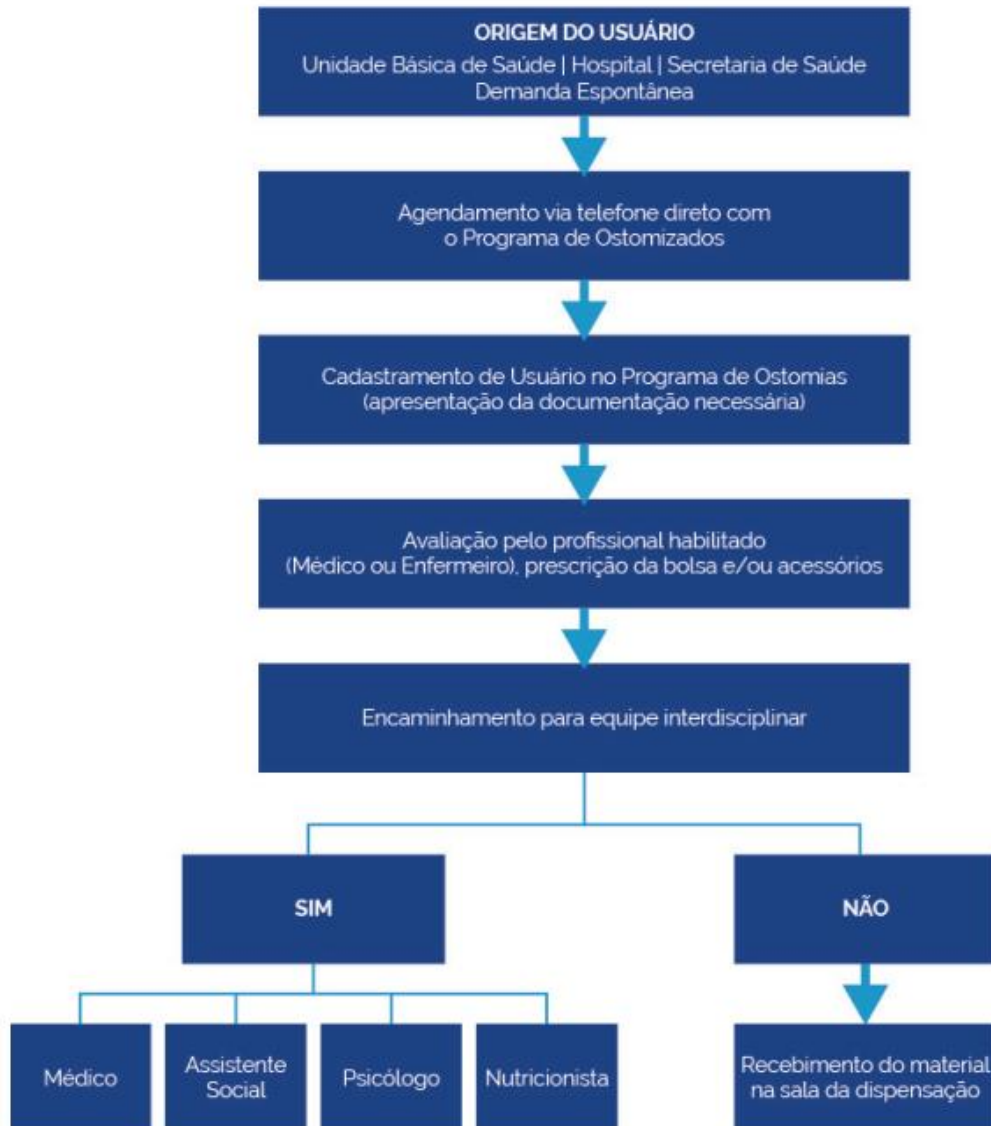 ORIGEM DO USUÁRIO
Unidade Básica de Saúde | Hospital | Secretaria de Saúde
Demanda Espontânea
Agendamento via telefone direto com
o Programa de Ostomizados
Cadastramento de Usuário no Programa de Ostomias
(apresentação da documentação necessária)
Avaliação pelo profissional habilitado
(Médico ou Enfermeiro), prescrição da bolsa e/ou acessórios
Encaminhamento para equipe interdisciplinar
SIM
NÃO
Médico
Assistente
Social
Psicólogo
Nutricionista
Recebimento do material
na sala da dispensação